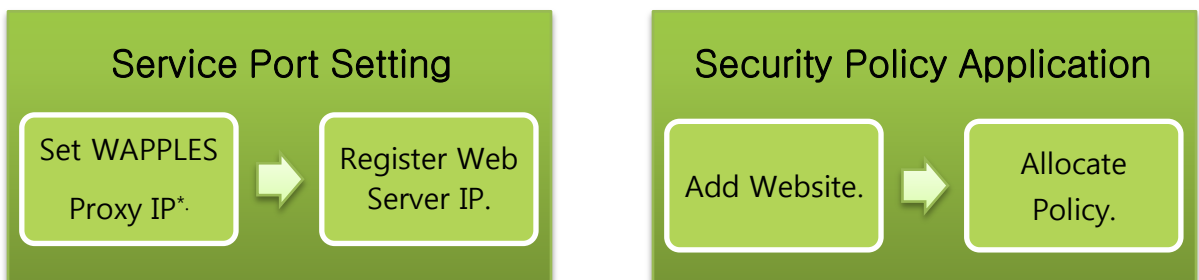 Service Port Setting
Set WAPPLES
Proxy IP*.
Register Web
Server IP.
Security Policy Application
Add Website.
Allocate
Policy.